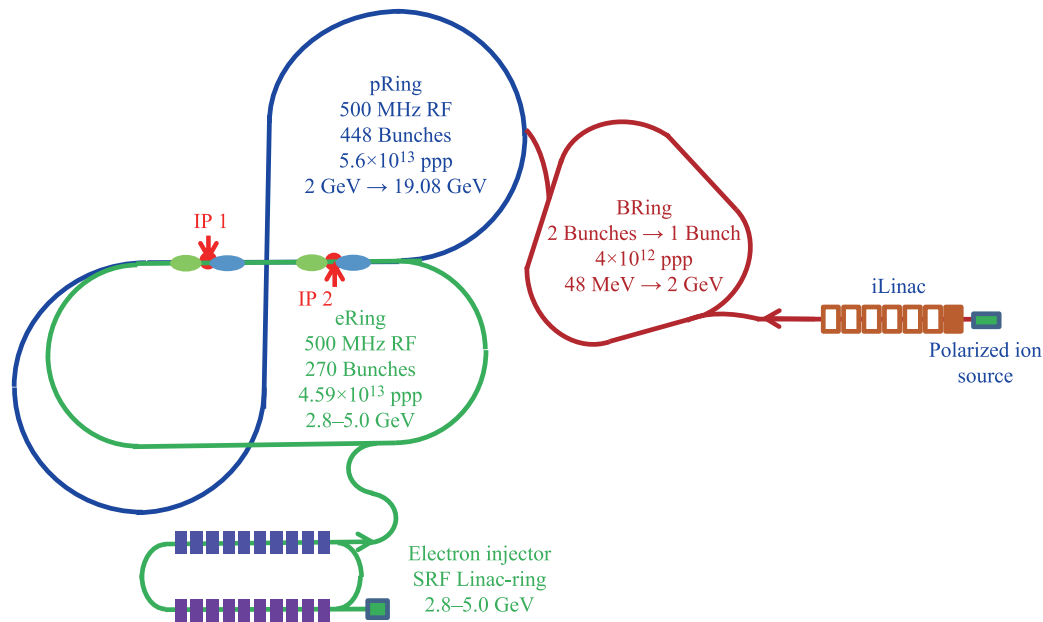 pRing
500 MHz RF
448 Bunches
5.6×10¹³ ppp
2 GeV → 19.08 GeV
BRing
2 Bunches → 1 Bunch
4×10¹² ppp
48 MeV → 2 GeV
IP 1
IP 2
iLinac
Polarized ion
source
eRing
500 MHz RF
270 Bunches
4.59×10¹³ ppp
2.8–5.0 GeV
Electron injector
SRF Linac-ring
2.8–5.0 GeV